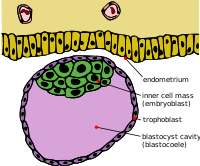 endometrium
inner cell mass
(embryoblast)
trophoblast
blastocyst cavity
(blastocoele)